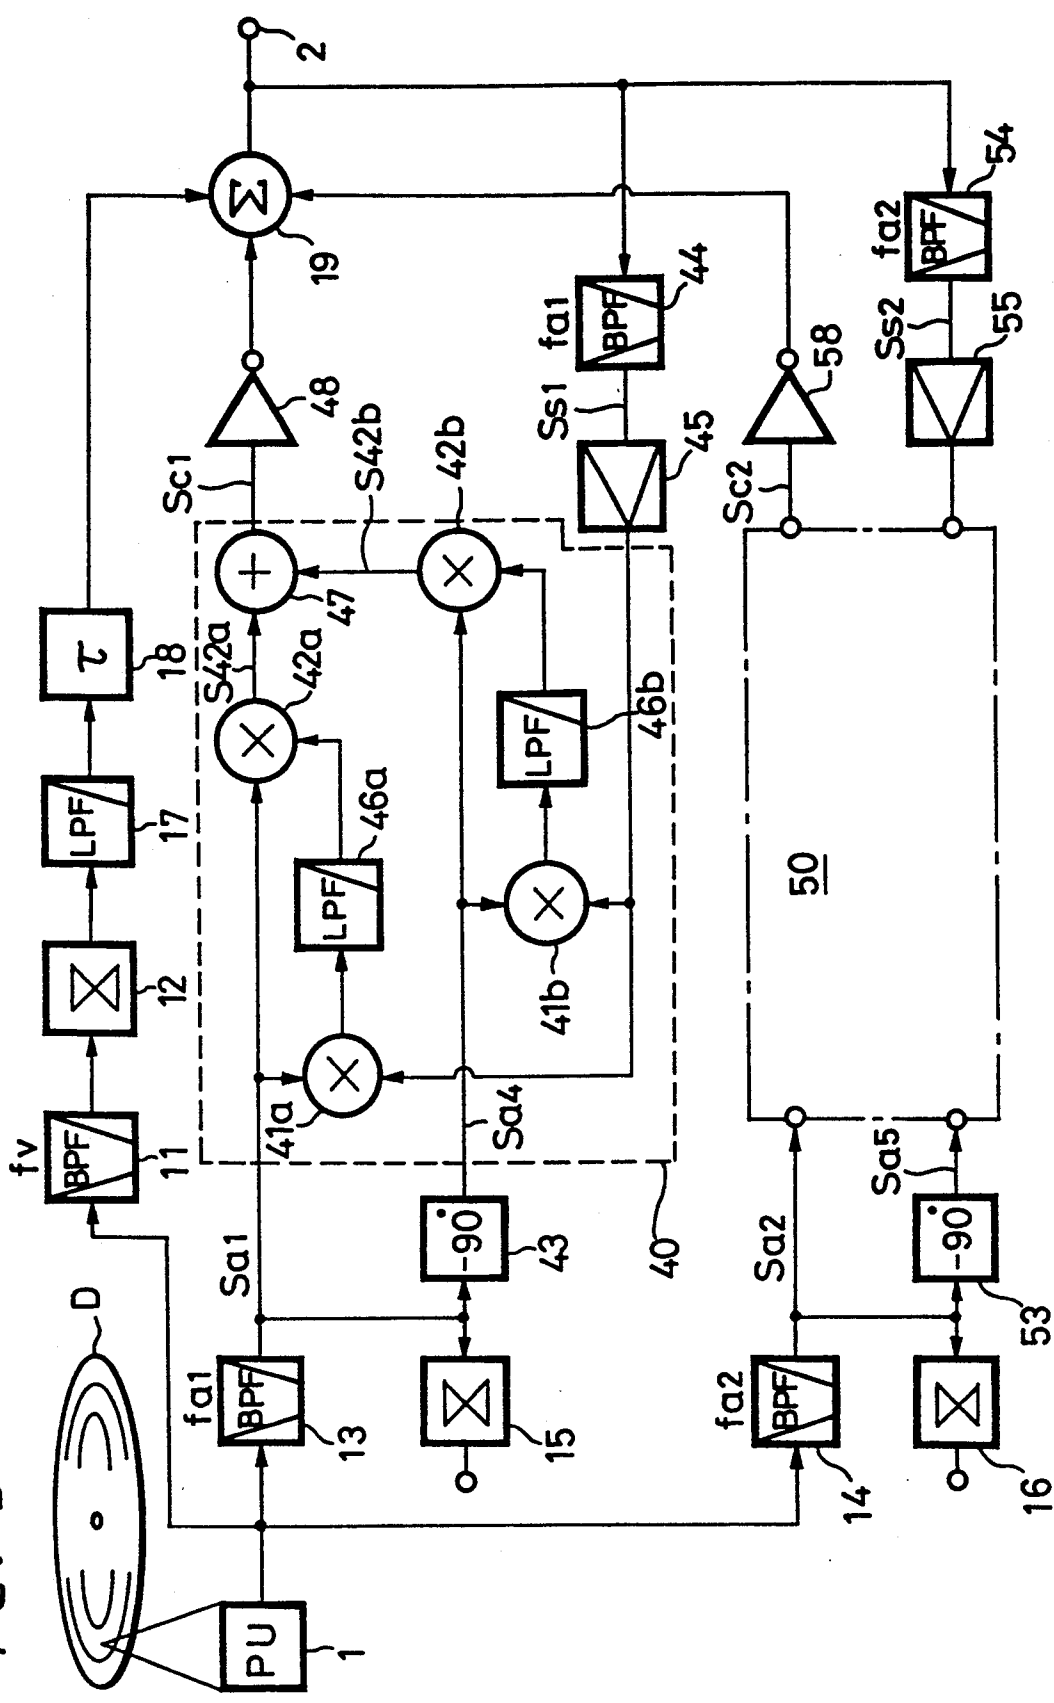 D
PU
1
fv
BPF
11
12
LPF
17
τ
18
Σ
19
2
fa1
BPF
13
Sa1
15
-90°
43
40
41a
LPF
46a
42a
S42a
+
47
Sc1
48
Sa4
41b
LPF
46b
42b
S42b
45
Ss1
fa1
BPF
44
fa2
BPF
14
Sa2
16
-90°
53
Sa5
50
Sc2
58
55
Ss2
fa2
BPF
54